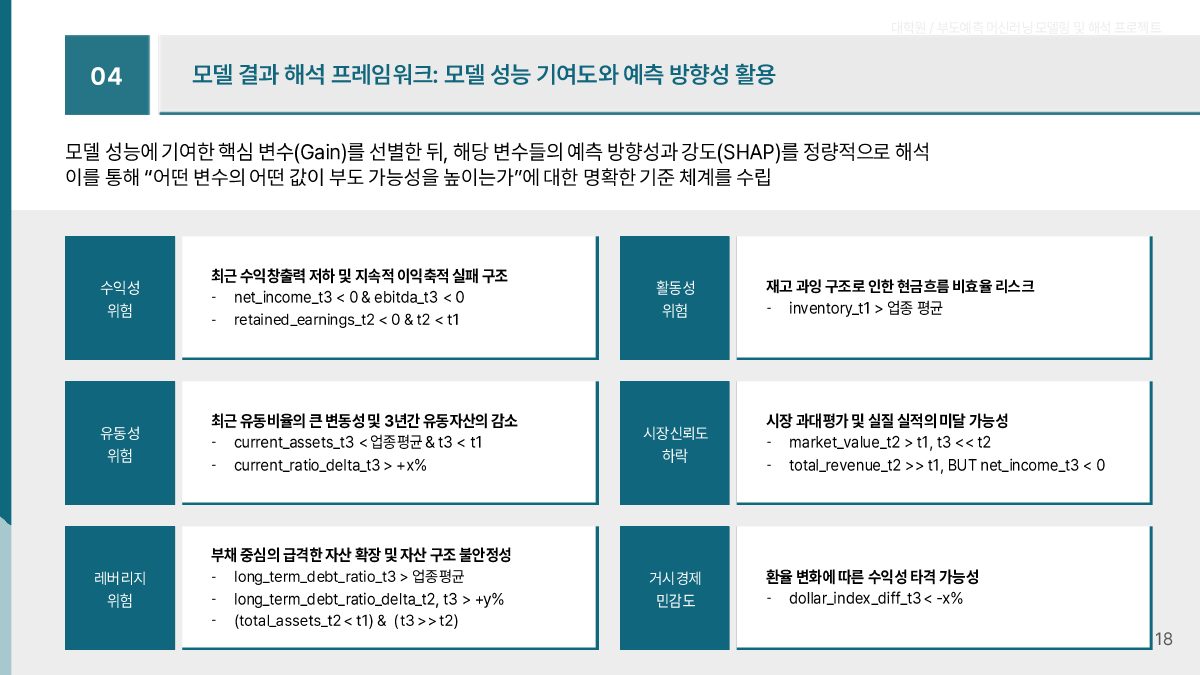 대학원 / 부도예측 머신러닝 모델링 및 해석 프로젝트
04
모델 결과 해석 프레임워크: 모델 성능 기여도와 예측 방향성 활용
모델 성능에 기여한 핵심 변수(Gain)를 선별한 뒤, 해당 변수들의 예측 방향성과 강도(SHAP)를 정량적으로 해석
이를 통해 “어떤 변수의 어떤 값이 부도 가능성을 높이는가”에 대한 명확한 기준 체계를 수립
수익성
위험
최근 수익창출력 저하 및 지속적 이익축적 실패 구조
- net_income_t3 < 0 & ebitda_t3 < 0
- retained_earnings_t2 < 0 & t2 < t1
활동성
위험
재고 과잉 구조로 인한 현금흐름 비효율 리스크
- inventory_t1 > 업종 평균
유동성
위험
최근 유동비율의 큰 변동성 및 3년간 유동자산의 감소
- current_assets_t3 < 업종평균 & t3 < t1
- current_ratio_delta_t3 > +x%
시장신뢰도
하락
시장 과대평가 및 실질 실적의 미달 가능성
- market_value_t2 > t1, t3 << t2
- total_revenue_t2 >> t1, BUT net_income_t3 < 0
레버리지
위험
부채 중심의 급격한 자산 확장 및 자산 구조 불안정성
- long_term_debt_ratio_t3 > 업종평균
- long_term_debt_ratio_delta_t2, t3 > +y%
- (total_assets_t2 < t1) & (t3 >> t2)
거시경제
민감도
환율 변화에 따른 수익성 타격 가능성
- dollar_index_diff_t3 < -x%
18